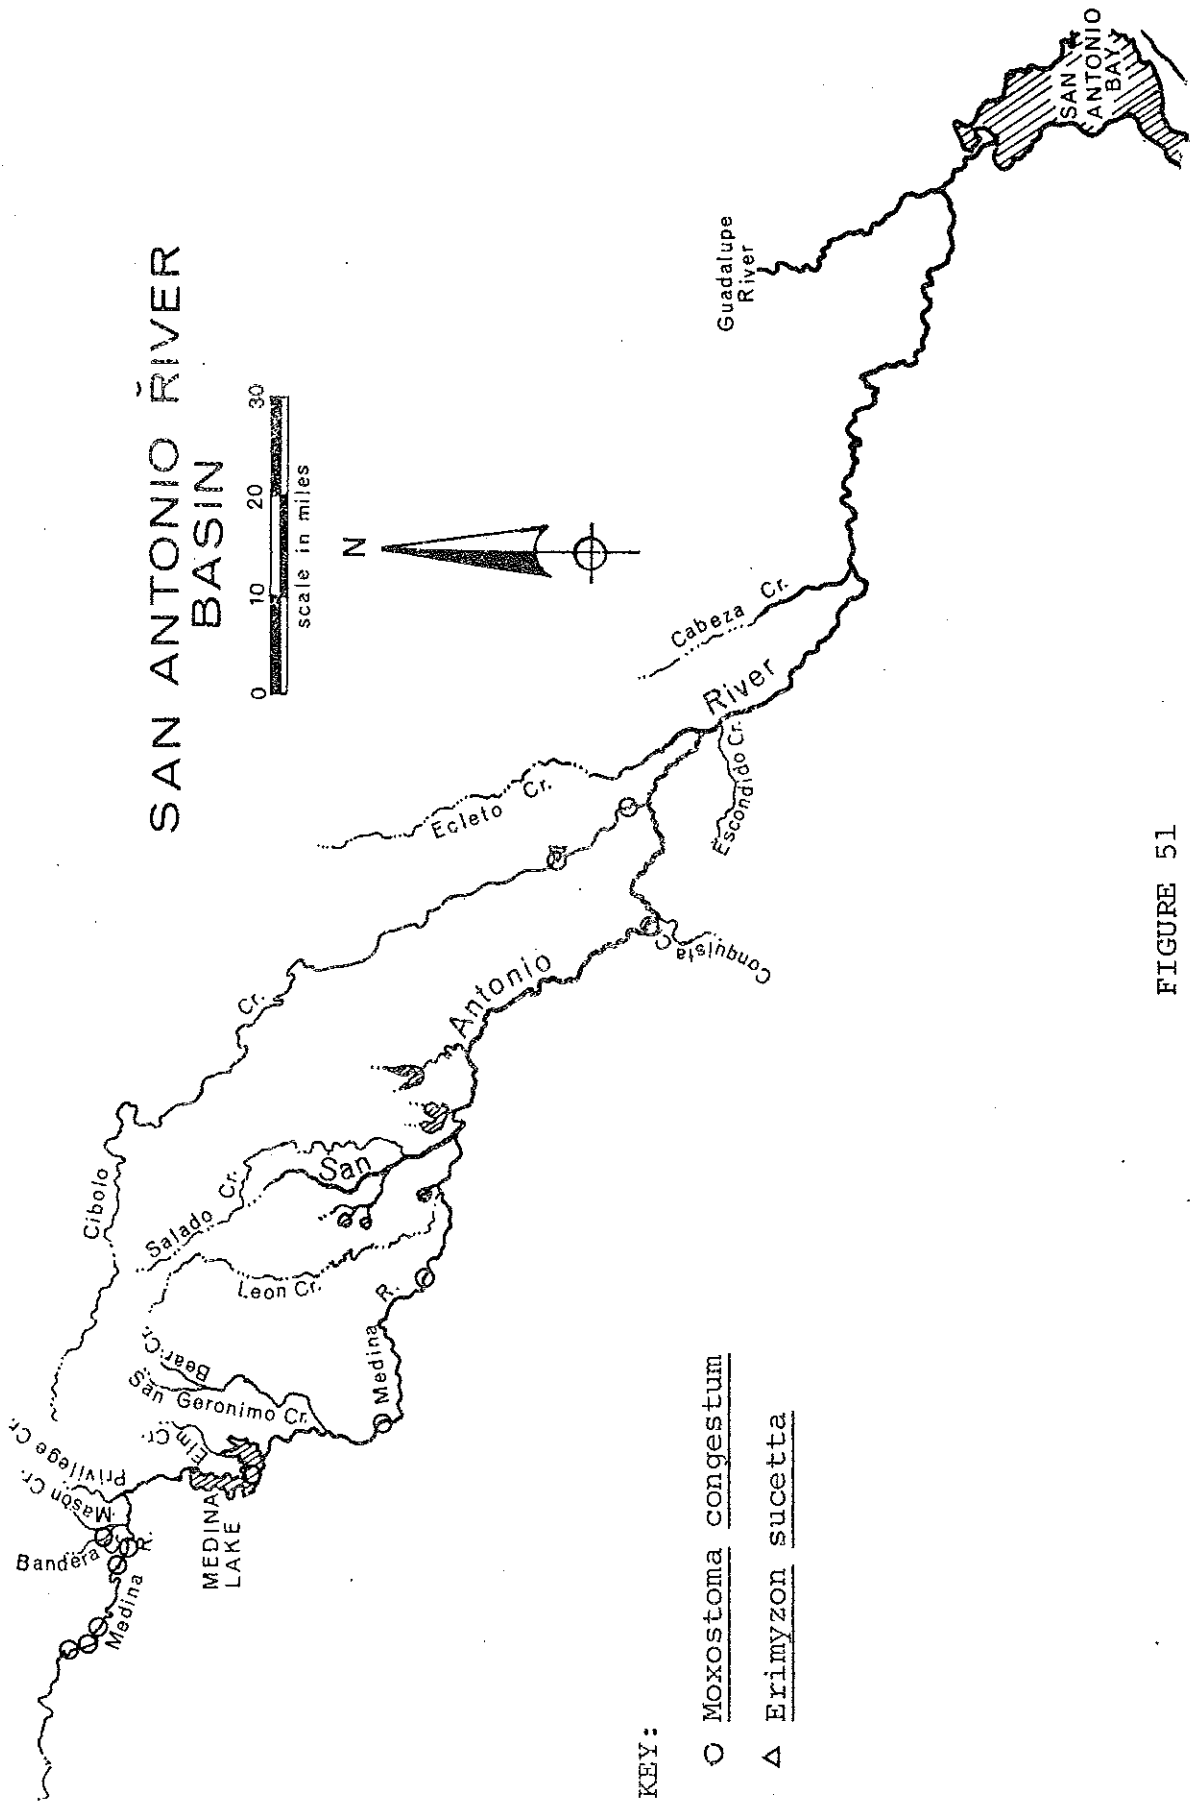 SAN ANTONIO RIVER
BASIN
0 10 20 30
scale in miles
N
Guadalupe
River
SAN
ANTONIO
BAY
Cabeza Cr.
River
Escondido Cr.
Ecleto Cr.
Conquista
C
Antonio
Cr.
Cibolo
San
Salado Cr.
Leon Cr.
Medina R.
Bear Cr.
San Geronimo Cr.
Elm Cr.
Privilege Cr.
Mason Cr.
Bandera
MEDINA
LAKE
Medina R.
KEY:
O Moxostoma congestum
Δ Erimyzon sucetta
FIGURE 51